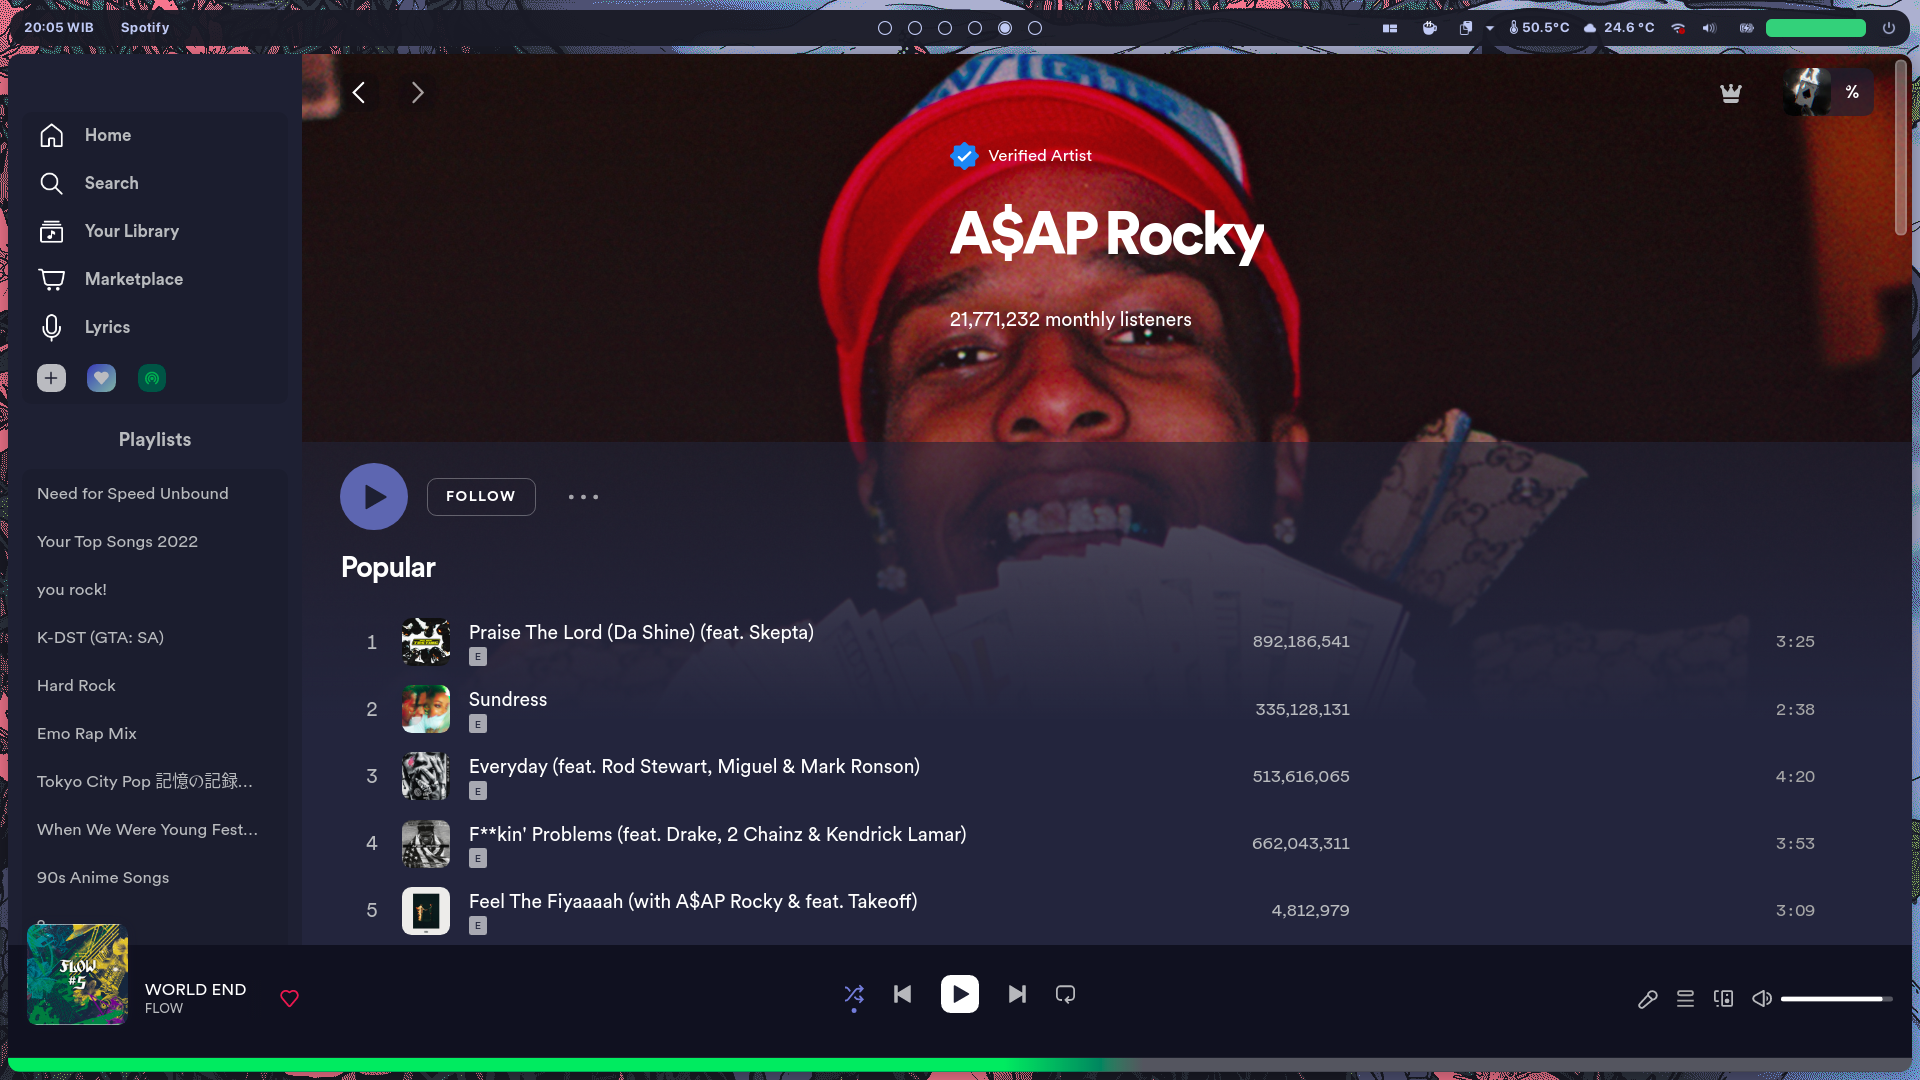 20:05 WIB
Spotify
50.5°C
24.6 °C
Home
Search
Your Library
Marketplace
Lyrics
Playlists
Need for Speed Unbound
Your Top Songs 2022
you rock!
K-DST (GTA: SA)
Hard Rock
Emo Rap Mix
Tokyo City Pop 記憶の記録...
When We Were Young Fest...
90s Anime Songs
%
Verified Artist
A$AP Rocky
21,771,232 monthly listeners
FOLLOW
Popular
1 Praise The Lord (Da Shine) (feat. Skepta) 892,186,541 3:25
E
2 Sundress 335,128,131 2:38
E
3 Everyday (feat. Rod Stewart, Miguel & Mark Ronson) 513,616,065 4:20
E
4 F**kin' Problems (feat. Drake, 2 Chainz & Kendrick Lamar) 662,043,311 3:53
E
5 Feel The Fiyaaaah (with A$AP Rocky & feat. Takeoff) 4,812,979 3:09
E
FLOW
#5
WORLD END
FLOW